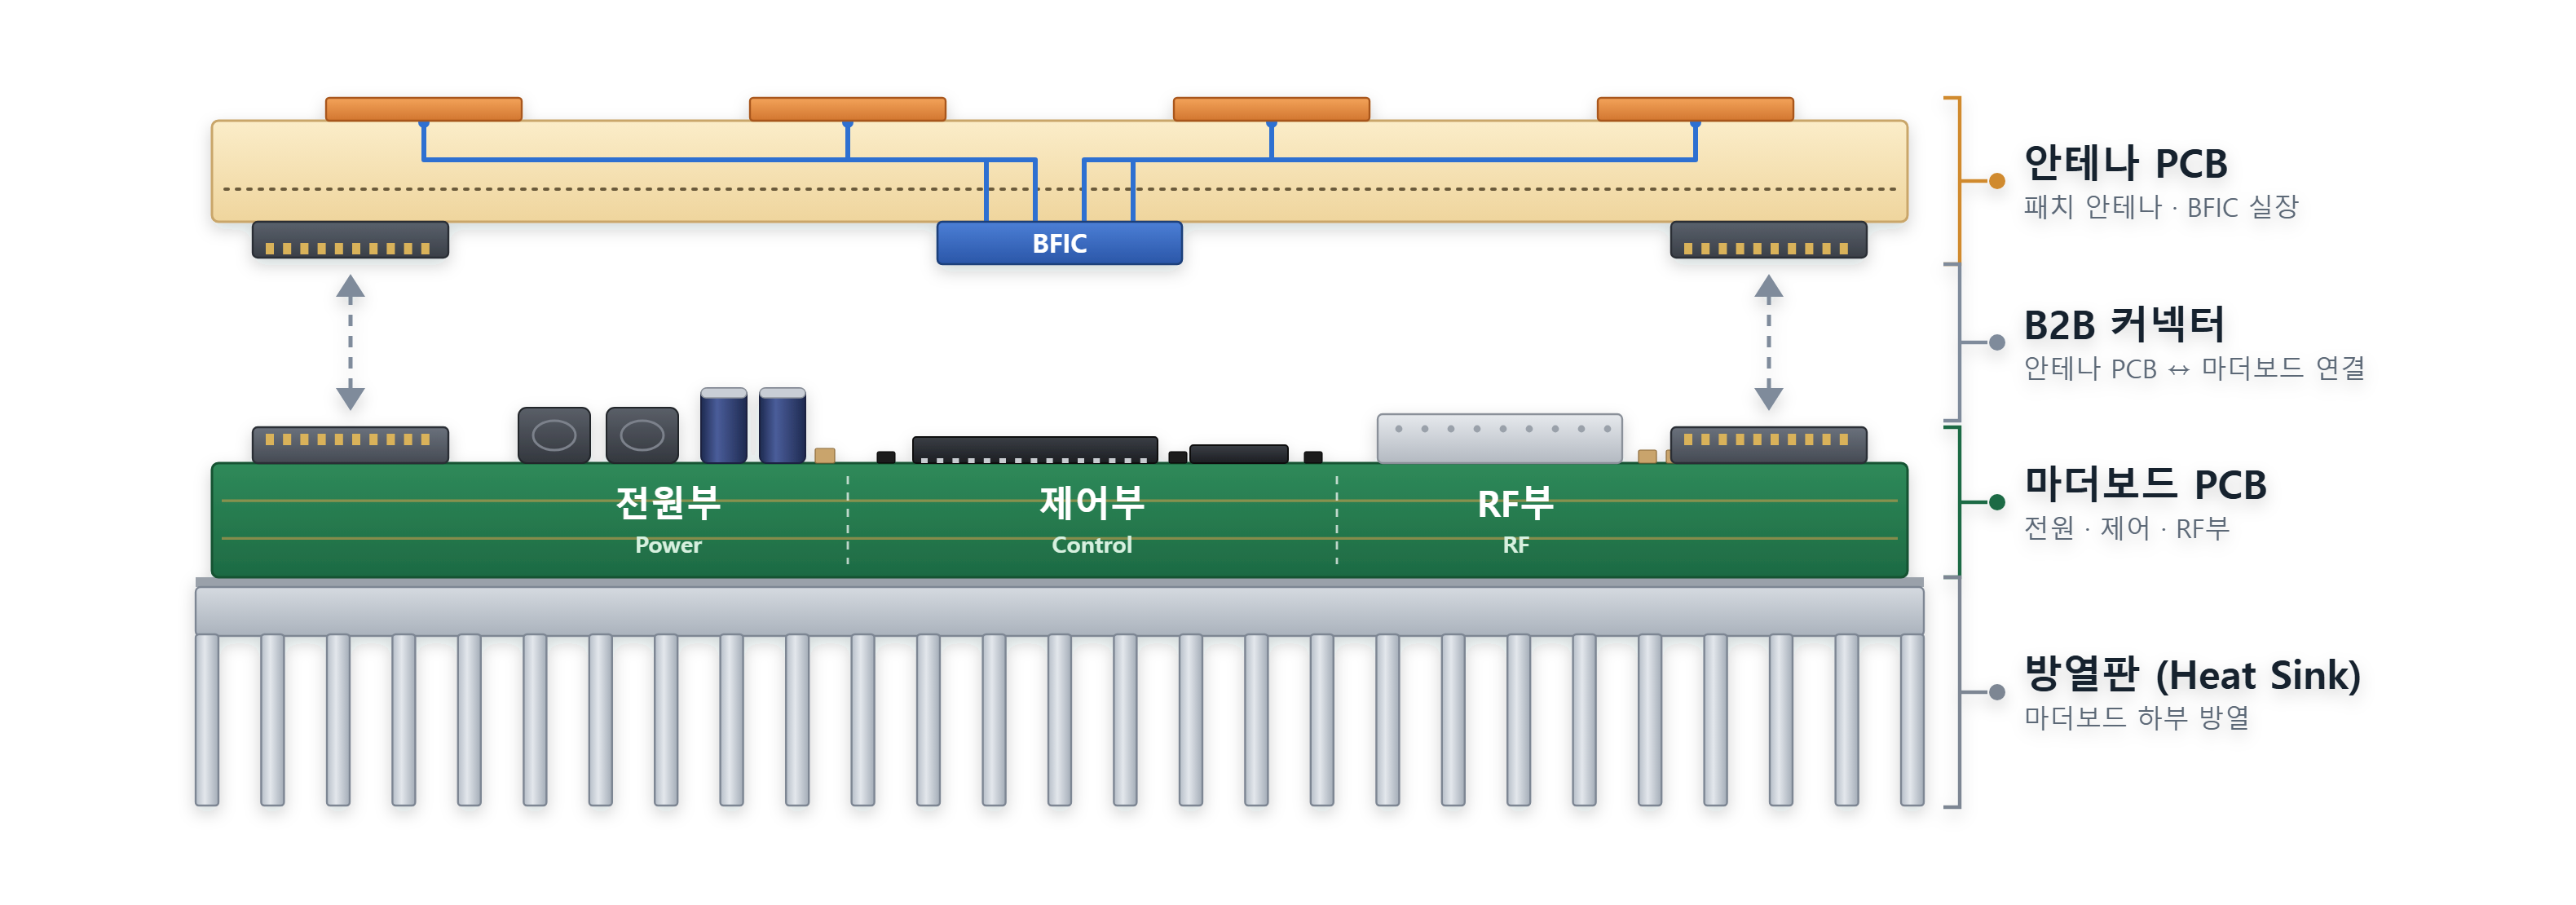 BFIC
전원부
Power
제어부
Control
RF부
RF
안테나 PCB
패치 안테나 · BFIC 실장
B2B 커넥터
안테나 PCB ↔ 마더보드 연결
마더보드 PCB
전원 · 제어 · RF부
방열판 (Heat Sink)
마더보드 하부 방열